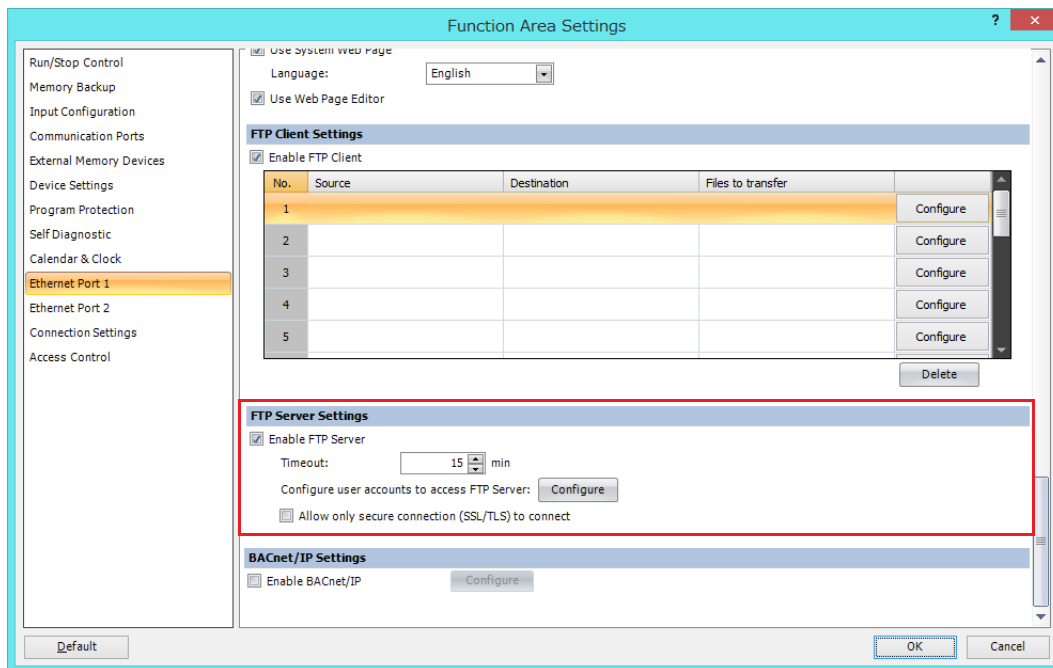 Function Area Settings
?
Run/Stop Control
Memory Backup
Input Configuration
Communication Ports
External Memory Devices
Device Settings
Program Protection
Self Diagnostic
Calendar & Clock
Ethernet Port 1
Ethernet Port 2
Connection Settings
Access Control
Use System Web Page
Language: English
Use Web Page Editor
FTP Client Settings
Enable FTP Client
No. Source Destination Files to transfer
1 Configure
2 Configure
3 Configure
4 Configure
5 Configure
Delete
FTP Server Settings
Enable FTP Server
Timeout: 15 min
Configure user accounts to access FTP Server: Configure
Allow only secure connection (SSL/TLS) to connect
BACnet/IP Settings
Enable BACnet/IP Configure
Default OK Cancel